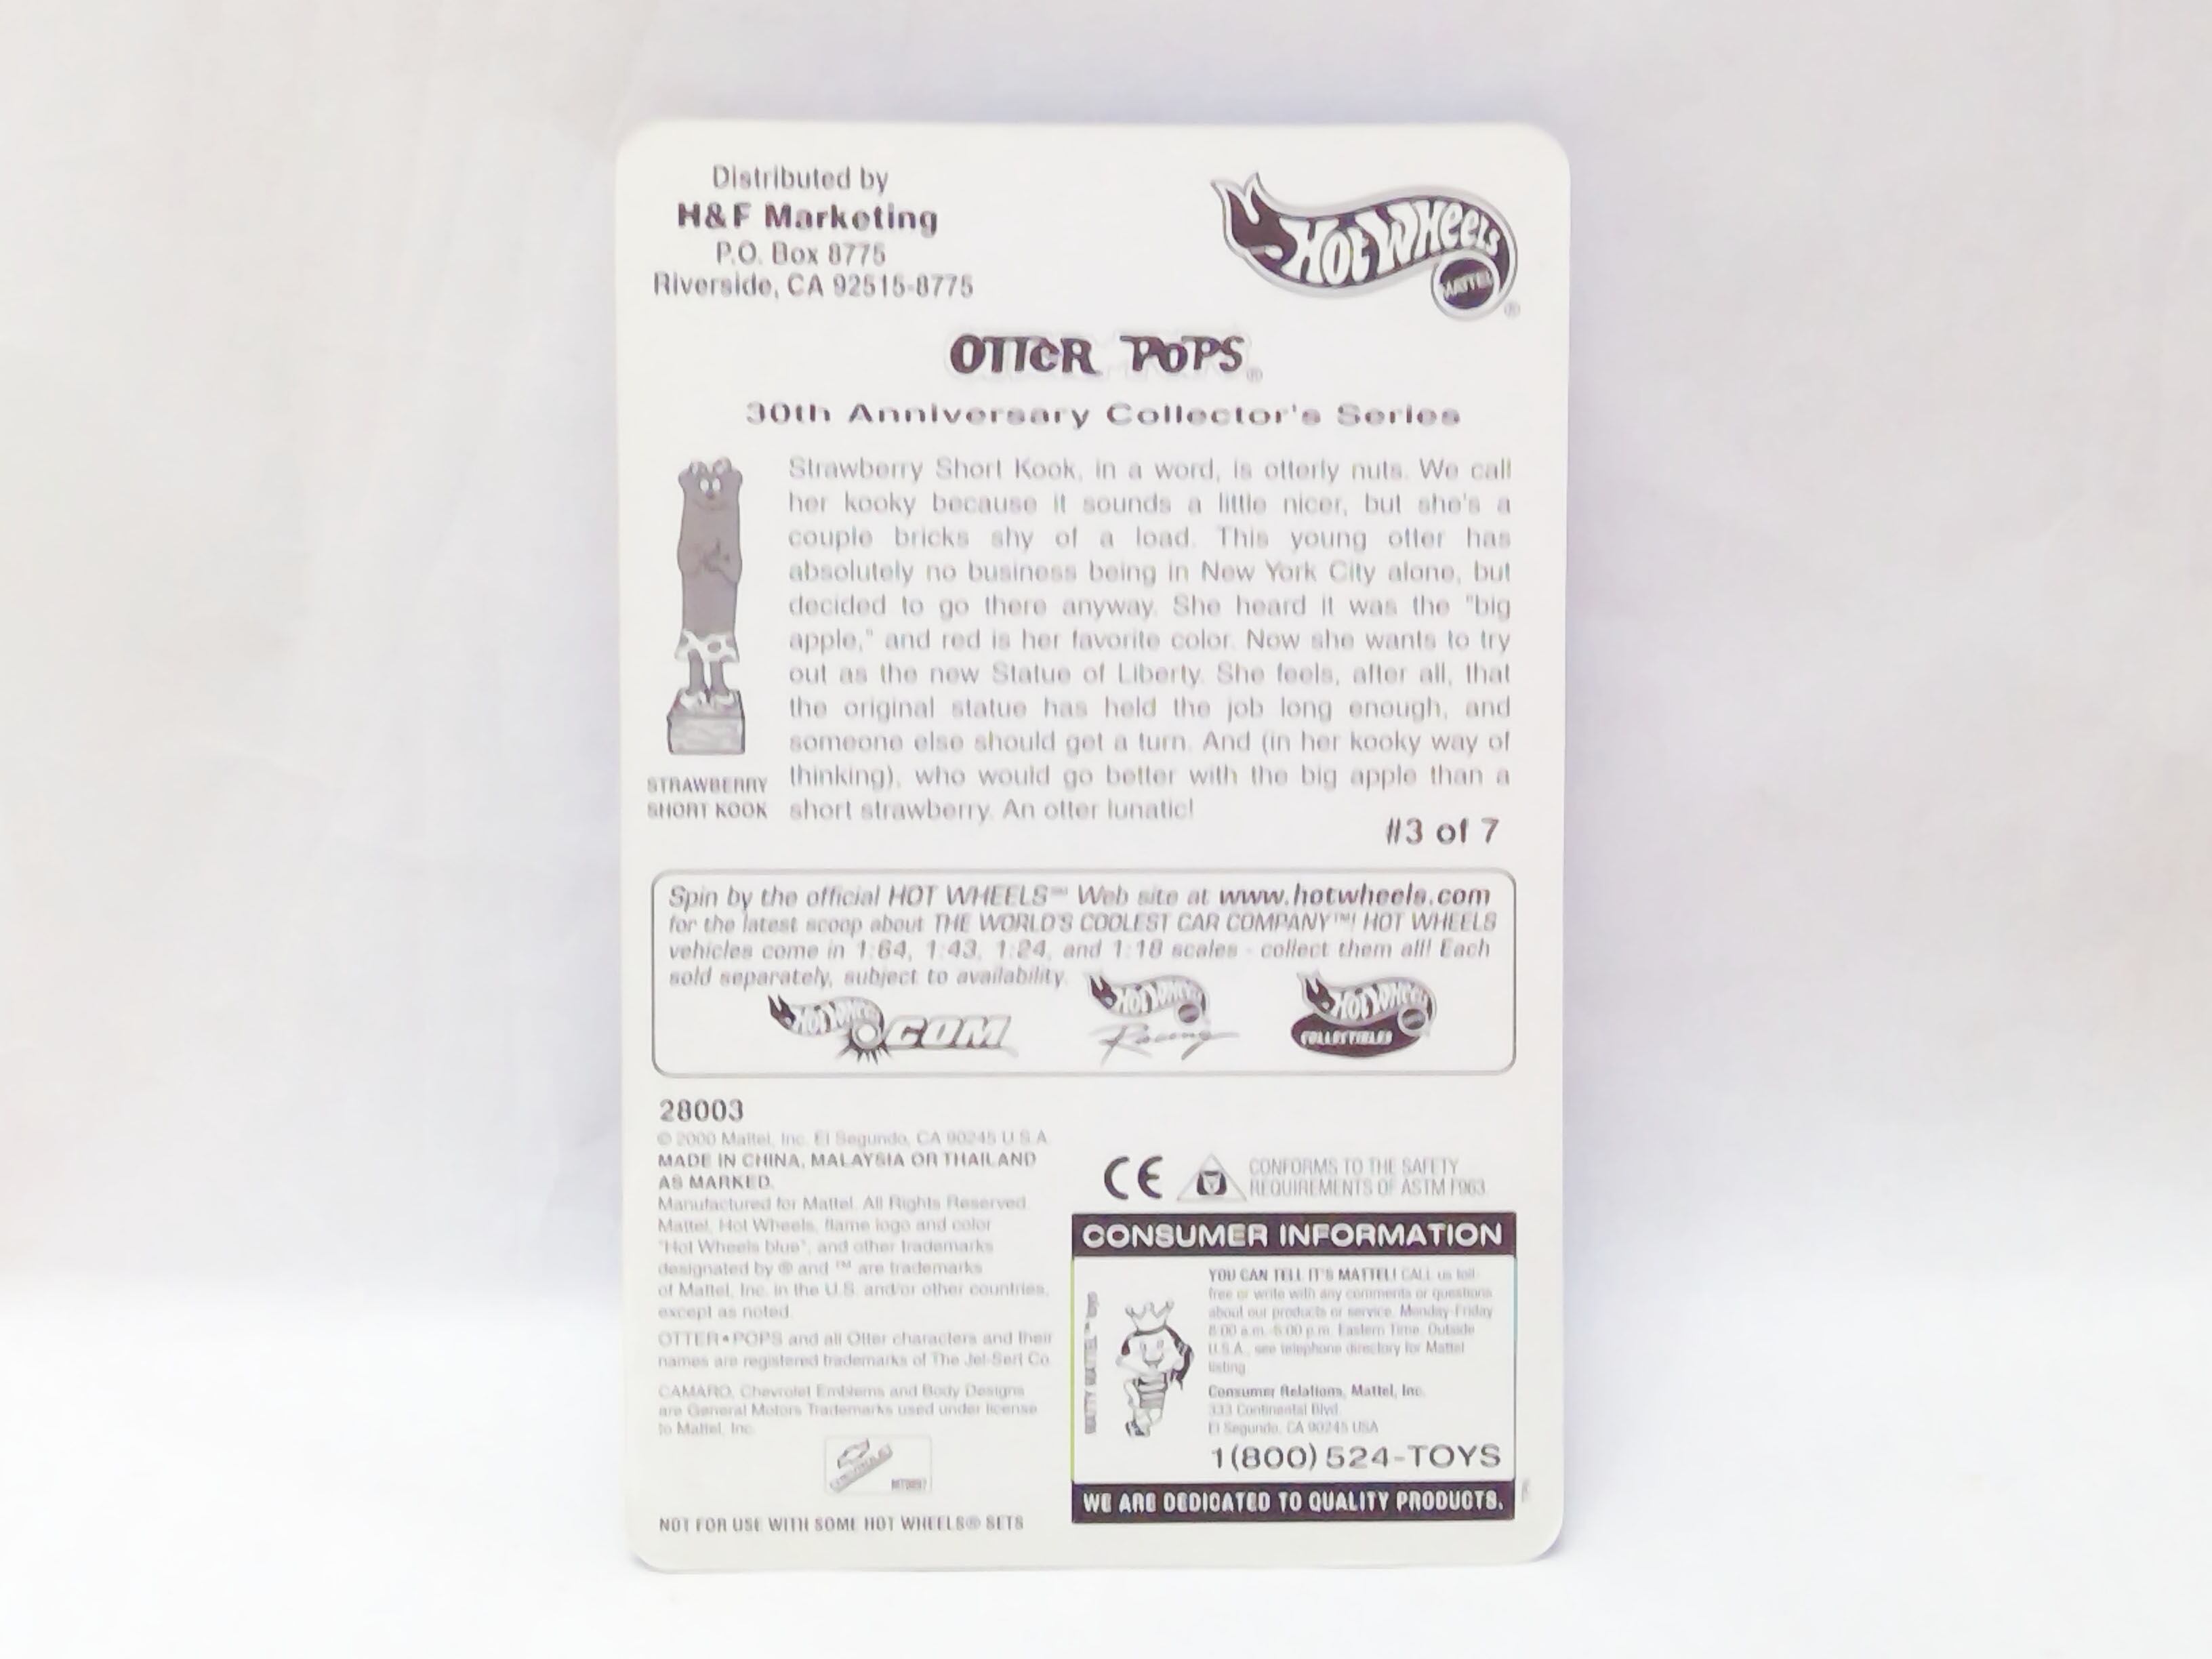 Distributed by
H&F Marketing
P.O. Box 8775
Riverside, CA 92515-8775
HOT WHEELS
MATTEL
®
OTTER POPS®
30th Anniversary Collector's Series
Strawberry Short Kook, in a word, is otterly nuts. We call
her kooky because it sounds a little nicer, but she's a
couple bricks shy of a load. This young otter has
absolutely no business being in New York City alone, but
decided to go there anyway. She heard it was the "big
apple," and red is her favorite color. Now she wants to try
out as the new Statue of Liberty. She feels, after all, that
the original statue has held the job long enough, and
someone else should get a turn. And (in her kooky way of
thinking), who would go better with the big apple than a
short strawberry. An otter lunatic!
STRAWBERRY
SHORT KOOK
#3 of 7
Spin by the official HOT WHEELS™ Web site at www.hotwheels.com
for the latest scoop about THE WORLD'S COOLEST CAR COMPANY™! HOT WHEELS
vehicles come in 1:64, 1:43, 1:24, and 1:18 scales - collect them all! Each
sold separately, subject to availability.
HOT WHEELS.COM
HOT WHEELS Racing
HOT WHEELS COLLECTIBLES
28003
© 2000 Mattel, Inc. El Segundo, CA 90245 U.S.A.
MADE IN CHINA, MALAYSIA OR THAILAND
AS MARKED.
Manufactured for Mattel. All Rights Reserved.
Mattel, Hot Wheels, flame logo and color
"Hot Wheels blue", and other trademarks
designated by ® and ™ are trademarks
of Mattel, Inc. in the U.S. and/or other countries,
except as noted.
OTTER•POPS and all Otter characters and their
names are registered trademarks of The Jel-Sert Co.
CAMARO, Chevrolet Emblems and Body Designs
are General Motors Trademarks used under license
to Mattel, Inc.
NOT FOR USE WITH SOME HOT WHEELS® SETS
CE
CONFORMS TO THE SAFETY
REQUIREMENTS OF ASTM F963.
CONSUMER INFORMATION
YOU CAN TELL IT'S MATTEL! CALL us toll-
free or write with any comments or questions
about our products or service. Monday-Friday
8:00 a.m.-5:00 p.m. Eastern Time. Outside
U.S.A., see telephone directory for Mattel
listing.
Consumer Relations, Mattel, Inc.
333 Continental Blvd.
El Segundo, CA 90245 USA
1(800) 524-TOYS
WE ARE DEDICATED TO QUALITY PRODUCTS.